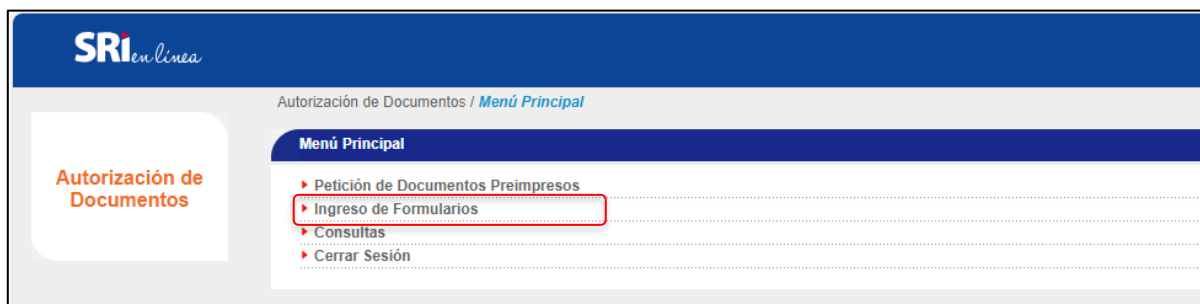 SRi en línea
Autorización de Documentos / Menú Principal
Menú Principal
Autorización de
Documentos
Petición de Documentos Preimpresos
Ingreso de Formularios
Consultas
Cerrar Sesión